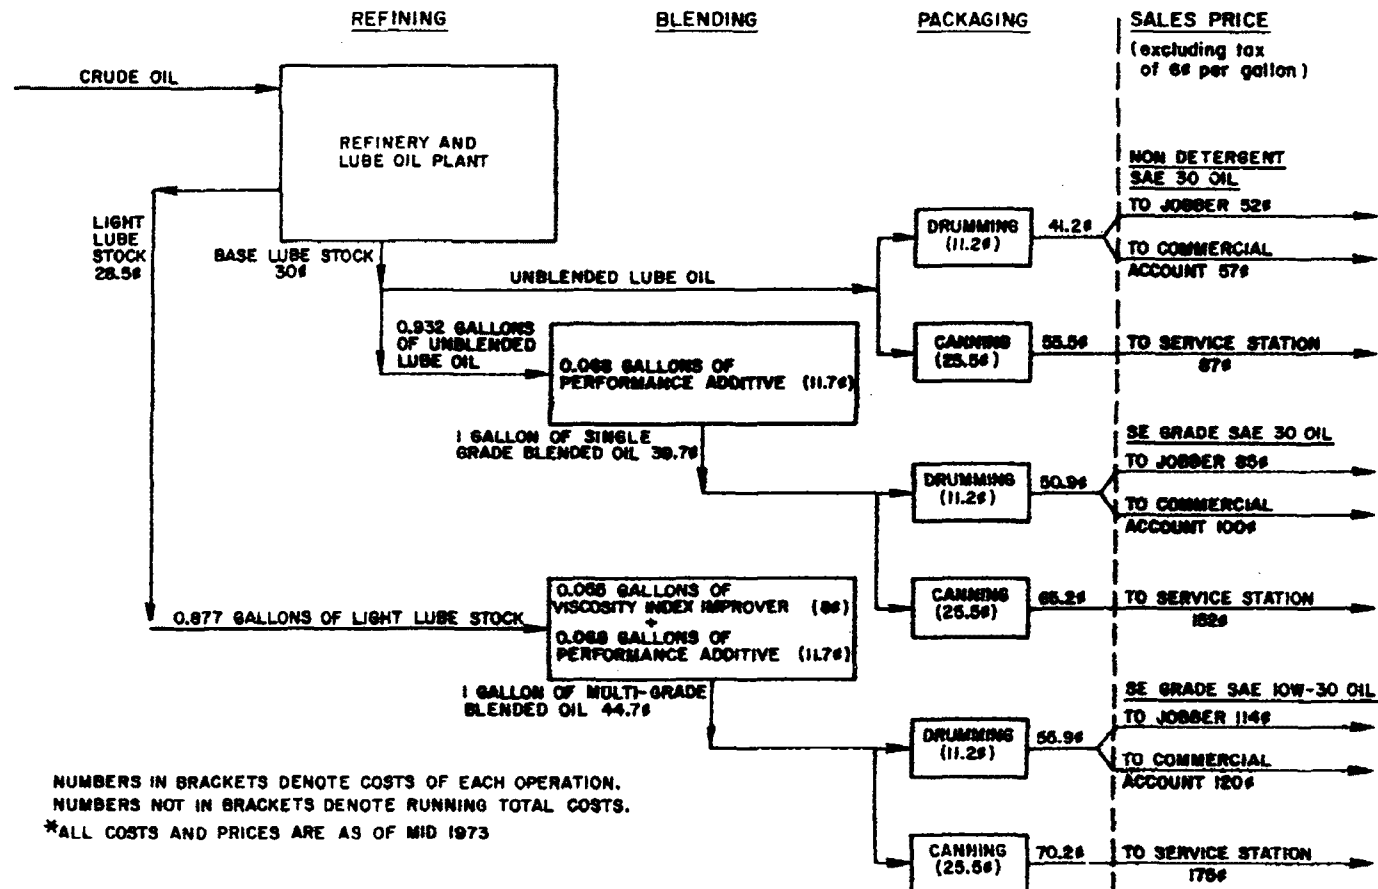 REFINING
BLENDING
PACKAGING
SALES PRICE
(excluding tax
of 6¢ per gallon)
CRUDE OIL
REFINERY AND
LUBE OIL PLANT
LIGHT
LUBE
STOCK
28.5¢
BASE LUBE STOCK
30¢
UNBLENDED LUBE OIL
DRUMMING
(11.2¢)
41.2¢
NON DETERGENT
SAE 30 OIL
TO JOBBER 52¢
TO COMMERCIAL
ACCOUNT 57¢
0.932 GALLONS
OF UNBLENDED
LUBE OIL
CANNING
(25.5¢)
55.5¢
TO SERVICE STATION
87¢
0.068 GALLONS OF
PERFORMANCE ADDITIVE (11.7¢)
1 GALLON OF SINGLE
GRADE BLENDED OIL 39.7¢
DRUMMING
(11.2¢)
50.9¢
SE GRADE SAE 30 OIL
TO JOBBER 85¢
TO COMMERCIAL
ACCOUNT 100¢
CANNING
(25.5¢)
65.2¢
TO SERVICE STATION
152¢
0.877 GALLONS OF LIGHT LUBE STOCK
0.055 GALLONS OF
VISCOSITY INDEX IMPROVER (8¢)
+
0.068 GALLONS OF
PERFORMANCE ADDITIVE (11.7¢)
1 GALLON OF MULTI-GRADE
BLENDED OIL 44.7¢
DRUMMING
(11.2¢)
55.9¢
SE GRADE SAE 10W-30 OIL
TO JOBBER 114¢
TO COMMERCIAL
ACCOUNT 120¢
CANNING
(25.5¢)
70.2¢
TO SERVICE STATION
175¢
NUMBERS IN BRACKETS DENOTE COSTS OF EACH OPERATION.
NUMBERS NOT IN BRACKETS DENOTE RUNNING TOTAL COSTS.
*ALL COSTS AND PRICES ARE AS OF MID 1973